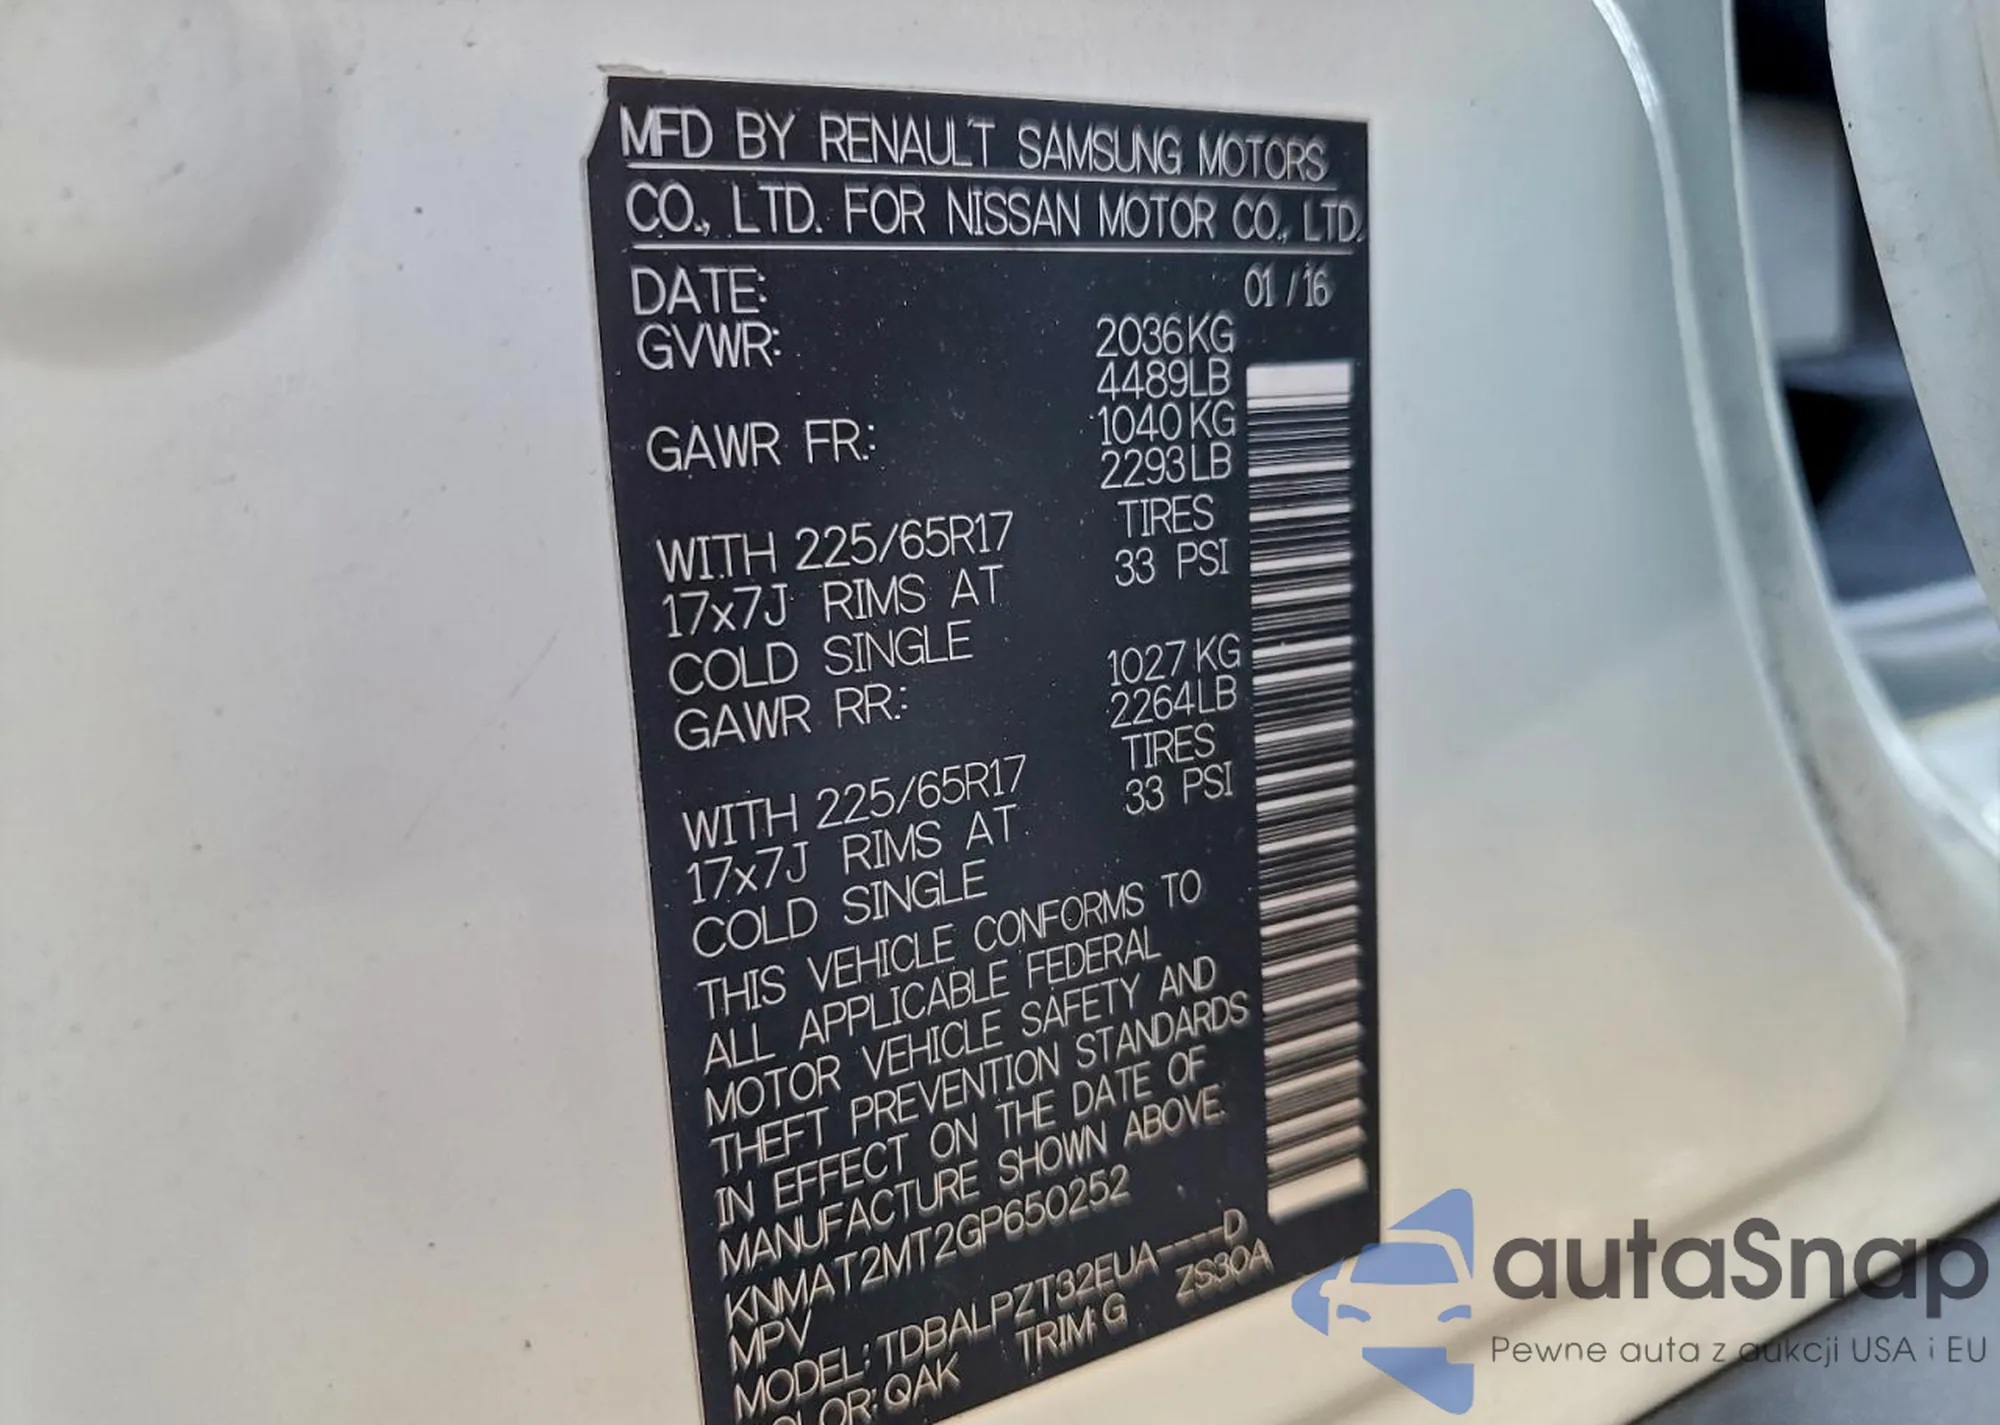 MFD BY RENAULT SAMSUNG MOTORS
CO., LTD. FOR NISSAN MOTOR CO., LTD.
DATE: 01 / 16
GVWR: 2036KG
4489LB
GAWR FR.: 1040KG
2293LB
WITH 225/65R17 TIRES
17x7J RIMS AT 33 PSI
COLD SINGLE
GAWR RR.: 1027KG
2264LB
WITH 225/65R17 TIRES
17x7J RIMS AT 33 PSI
COLD SINGLE
THIS VEHICLE CONFORMS TO
ALL APPLICABLE FEDERAL
MOTOR VEHICLE SAFETY AND
THEFT PREVENTION STANDARDS
IN EFFECT ON THE DATE OF
MANUFACTURE SHOWN ABOVE.
KNMAT2MT2GP650252
MPV
MODEL: TDBALPZT32EUA----D
COLOR: QAK TRIM: G ZS30A
autaSnap
Pewne auta z aukcji USA i EU